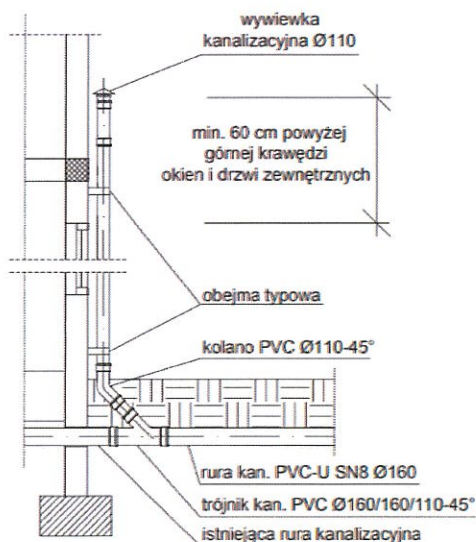 wywiewka
kanalizacyjna Ø110
min. 60 cm powyżej
górnej krawędzi
okien i drzwi zewnętrznych
obejma typowa
kolano PVC Ø110-45°
rura kan. PVC-U SN8 Ø160
trójnik kan. PVC Ø160/160/110-45°
istniejąca rura kanalizacyjna